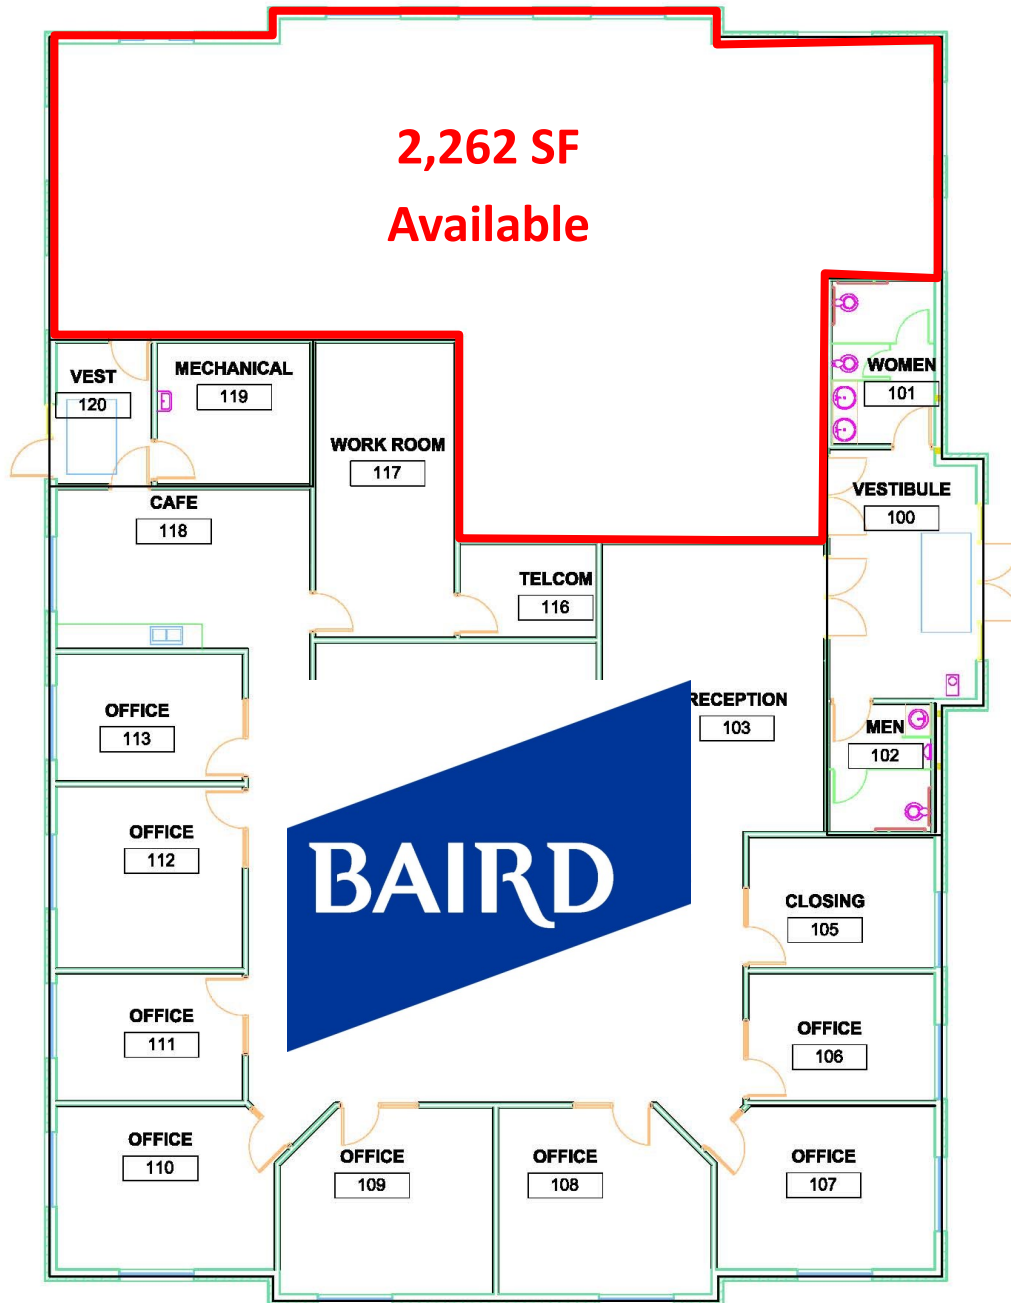 2,262 SF
Available
WOMEN
101
VEST
120
MECHANICAL
119
WORK ROOM
117
CAFE
118
VESTIBULE
100
TELCOM
116
RECEPTION
103
MEN
102
OFFICE
113
OFFICE
112
BAIRD
CLOSING
105
OFFICE
111
OFFICE
106
OFFICE
110
OFFICE
109
OFFICE
108
OFFICE
107